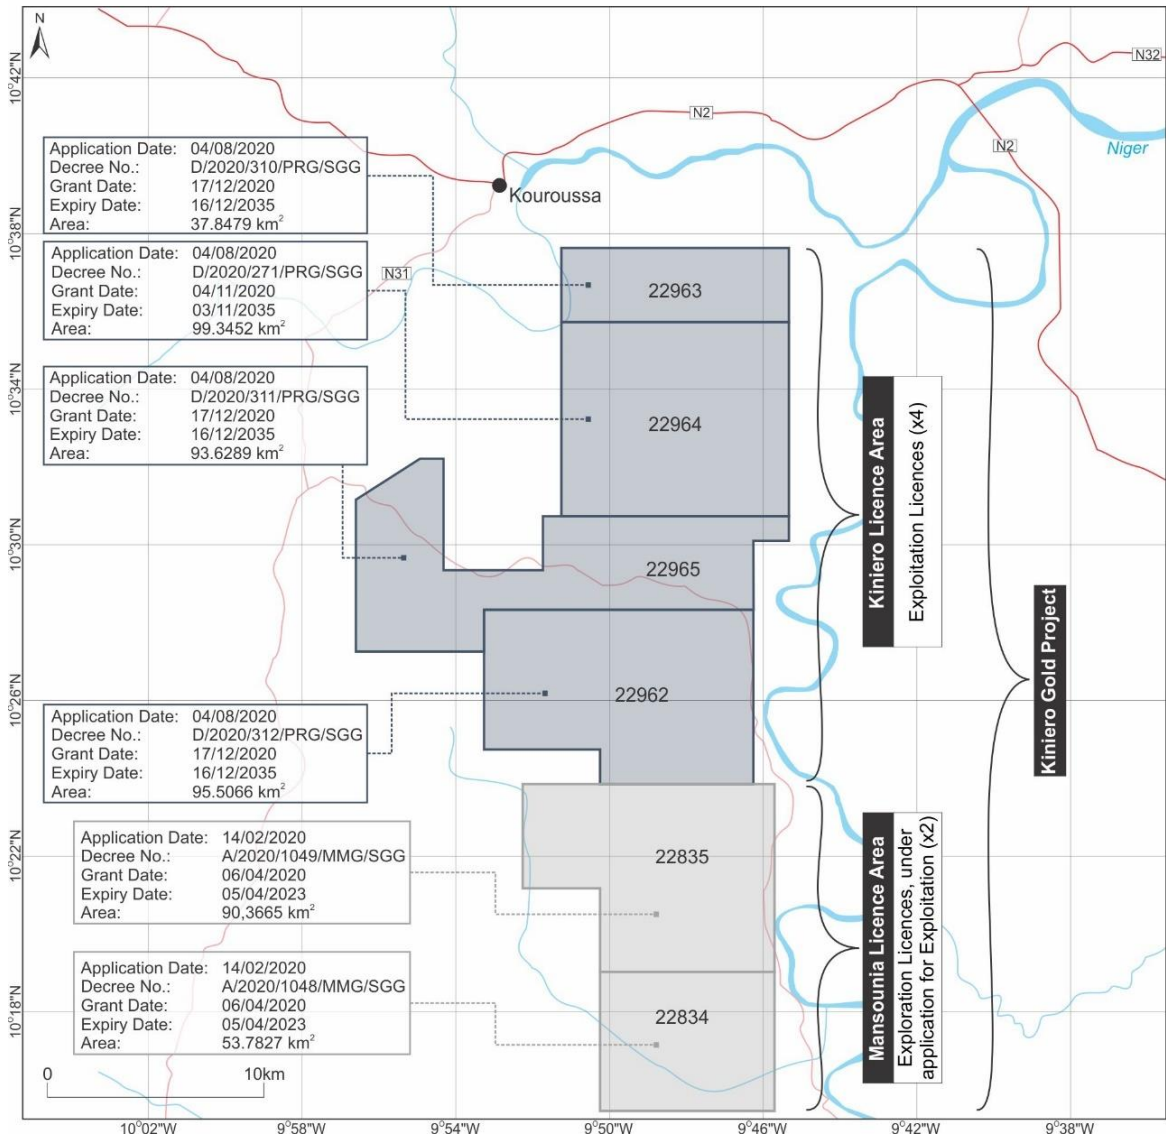 N
N32
N2
N2
Niger
Kouroussa
N31
Application Date: 04/08/2020
Decree No.: D/2020/310/PRG/SGG
Grant Date: 17/12/2020
Expiry Date: 16/12/2035
Area: 37.8479 km²
Application Date: 04/08/2020
Decree No.: D/2020/271/PRG/SGG
Grant Date: 04/11/2020
Expiry Date: 03/11/2035
Area: 99.3452 km²
Application Date: 04/08/2020
Decree No.: D/2020/311/PRG/SGG
Grant Date: 17/12/2020
Expiry Date: 16/12/2035
Area: 93.6289 km²
Application Date: 04/08/2020
Decree No.: D/2020/312/PRG/SGG
Grant Date: 17/12/2020
Expiry Date: 16/12/2035
Area: 95.5066 km²
Application Date: 14/02/2020
Decree No.: A/2020/1049/MMG/SGG
Grant Date: 06/04/2020
Expiry Date: 05/04/2023
Area: 90,3665 km²
Application Date: 14/02/2020
Decree No.: A/2020/1048/MMG/SGG
Grant Date: 06/04/2020
Expiry Date: 05/04/2023
Area: 53.7827 km²
22963
22964
22965
22962
22835
22834
Kiniero Licence Area
Exploitation Licences (x4)
Mansounia Licence Area
Exploration Licences, under
application for Exploitation (x2)
Kiniero Gold Project
0 10km
10°42"N
10°38"N
10°34"N
10°30"N
10°26"N
10°22"N
10°18"N
10°02"W
9°58"W
9°54"W
9°50"W
9°46"W
9°42"W
9°38"W